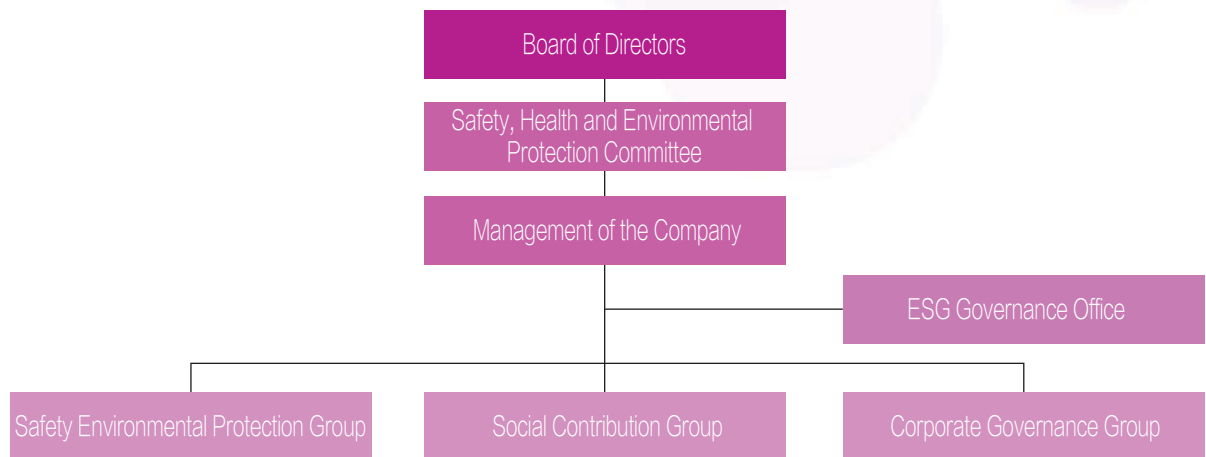 Board of Directors
Safety, Health and Environmental
Protection Committee
Management of the Company
ESG Governance Office
Safety Environmental Protection Group
Social Contribution Group
Corporate Governance Group